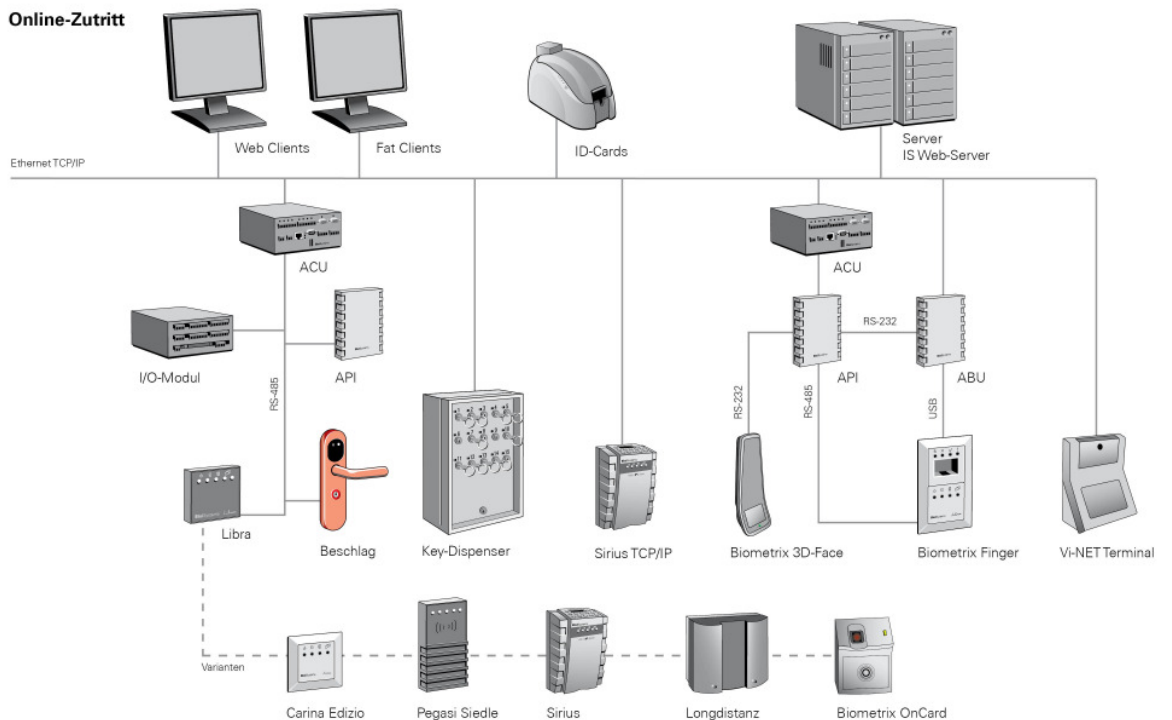 Online-Zutritt
Web Clients
Fat Clients
ID-Cards
Server
IS Web-Server
Ethernet TCP/IP
ACU
ACU
I/O-Modul
API
RS-485
RS-232
API
ABU
RS-232
RS-485
USB
Libra
Beschlag
Key-Dispenser
Sirius TCP/IP
Biometrix 3D-Face
Biometrix Finger
Vi-NET Terminal
Varianten
Carina Edizio
Pegasi Siedle
Sirius
Longdistanz
Biometrix OnCard